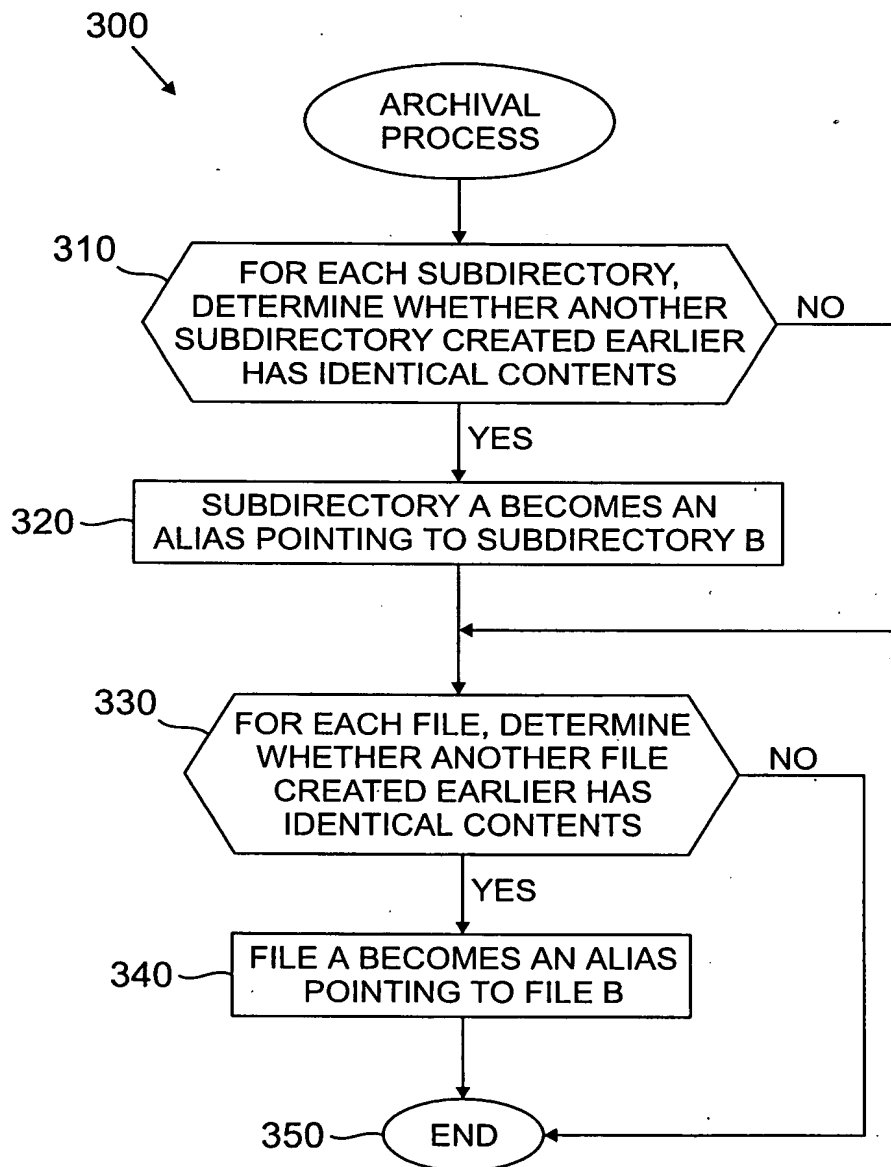 300
ARCHIVAL
PROCESS
310
FOR EACH SUBDIRECTORY,
DETERMINE WHETHER ANOTHER
SUBDIRECTORY CREATED EARLIER
HAS IDENTICAL CONTENTS
NO
YES
320
SUBDIRECTORY A BECOMES AN
ALIAS POINTING TO SUBDIRECTORY B
330
FOR EACH FILE, DETERMINE
WHETHER ANOTHER FILE
CREATED EARLIER HAS
IDENTICAL CONTENTS
NO
YES
340
FILE A BECOMES AN ALIAS
POINTING TO FILE B
350
END